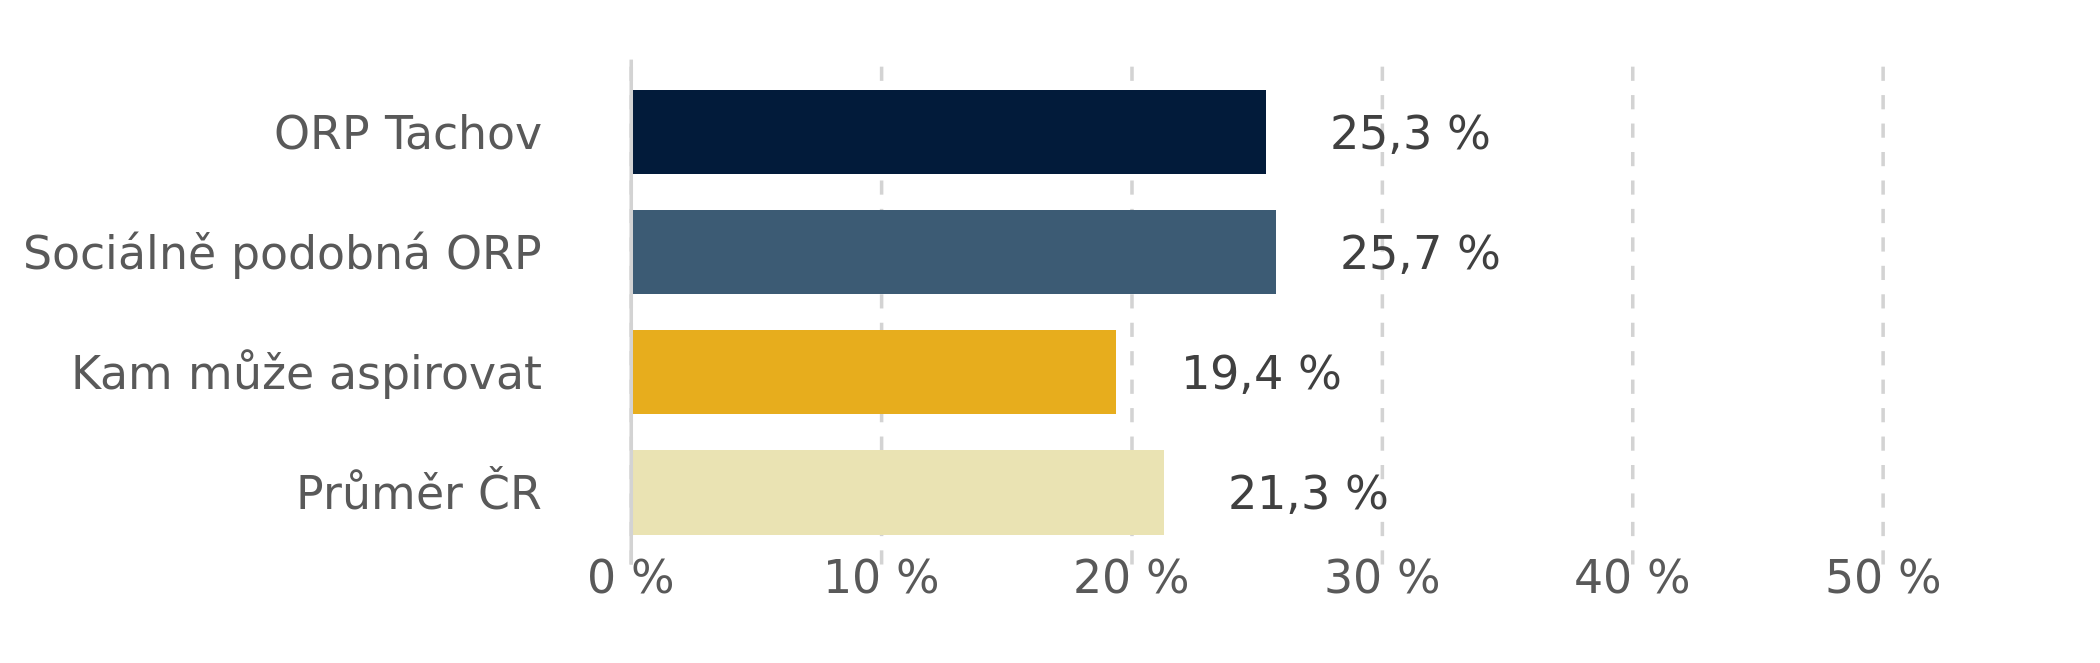 ORP Tachov
25,3 %
Sociálně podobná ORP
25,7 %
Kam může aspirovat
19,4 %
Průměr ČR
21,3 %
0 %
10 %
20 %
30 %
40 %
50 %